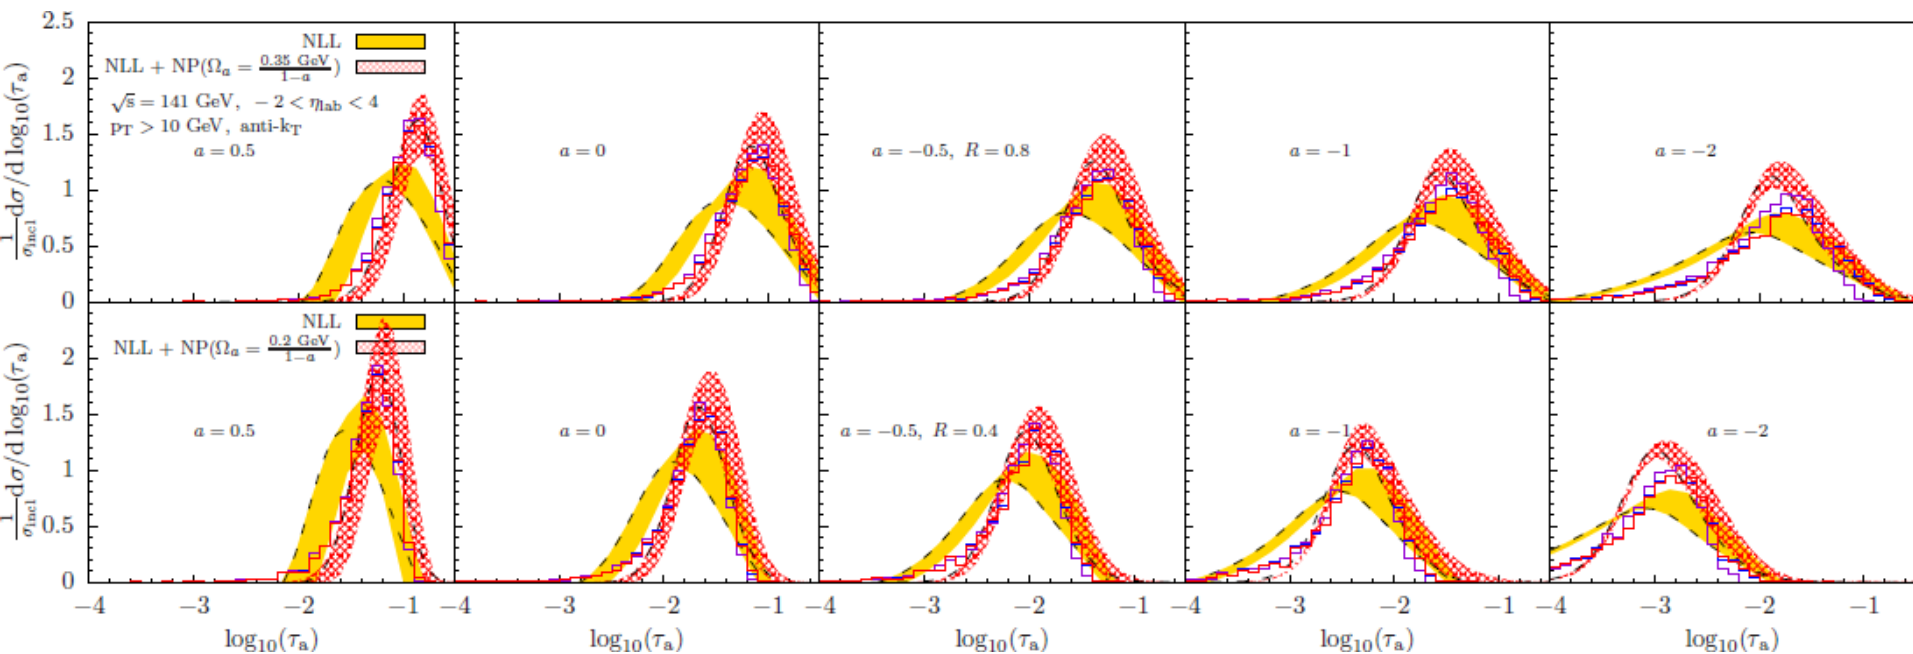 2.5
2
1.5
1
0.5
0
1/σ_incl dσ/d log₁₀(τₐ)
NLL
NLL + NP(Ωₐ = 0.35 GeV/1−a)
√s = 141 GeV, − 2 < η_lab < 4
p_T > 10 GeV, anti-k_T
a = 0.5
a = 0
a = −0.5, R = 0.8
a = −1
a = −2
2
1.5
1
0.5
0
1/σ_incl dσ/d log₁₀(τₐ)
NLL
NLL + NP(Ωₐ = 0.2 GeV/1−a)
a = 0.5
a = 0
a = −0.5, R = 0.4
a = −1
a = −2
−4 −3 −2 −1 −4 −3 −2 −1 −4 −3 −2 −1 −4 −3 −2 −1 −4 −3 −2 −1
log₁₀(τₐ) log₁₀(τₐ) log₁₀(τₐ) log₁₀(τₐ) log₁₀(τₐ)